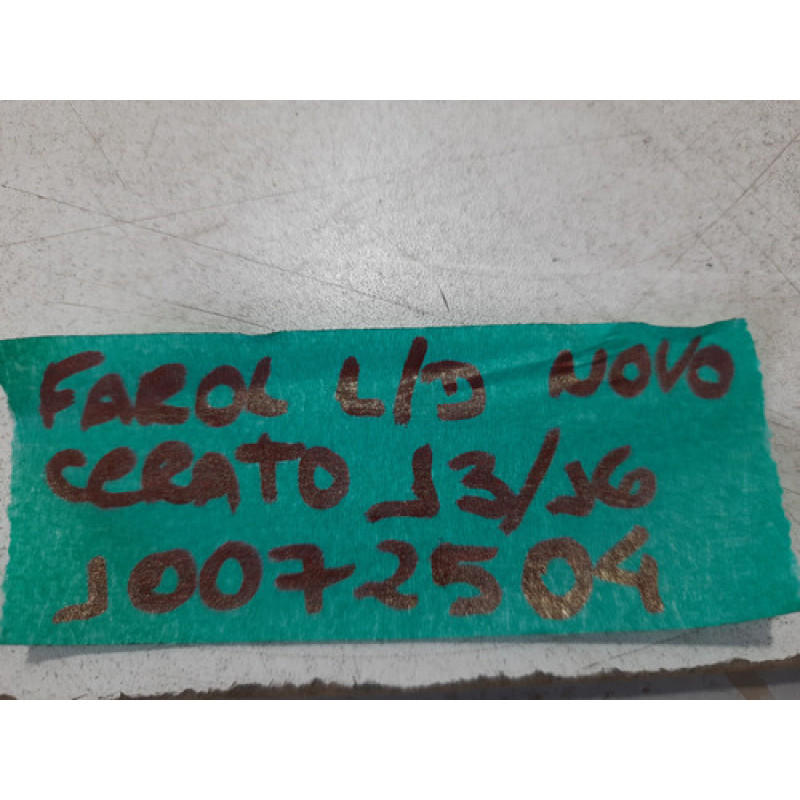 FAROL L/D NOVO
CERATO 13/16
10072504